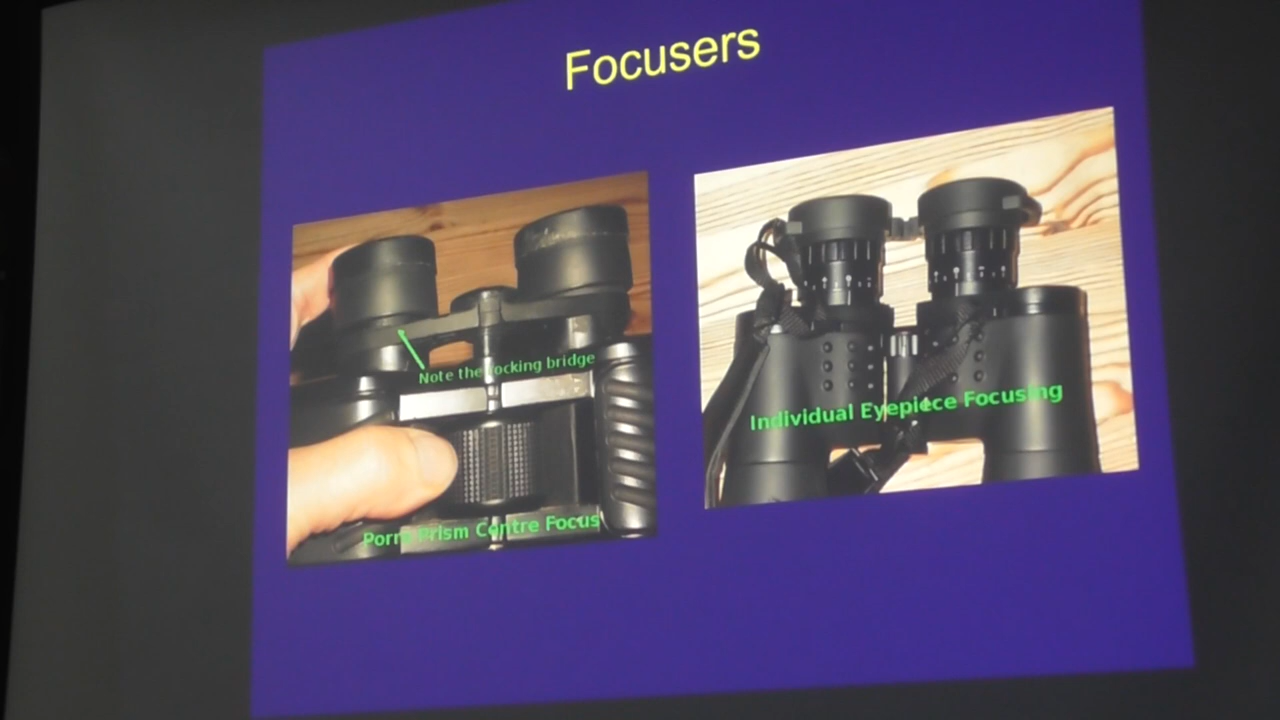 Focusers
Note the rocking bridge
Porro Prism Centre Focus
Individual Eyepiece Focusing